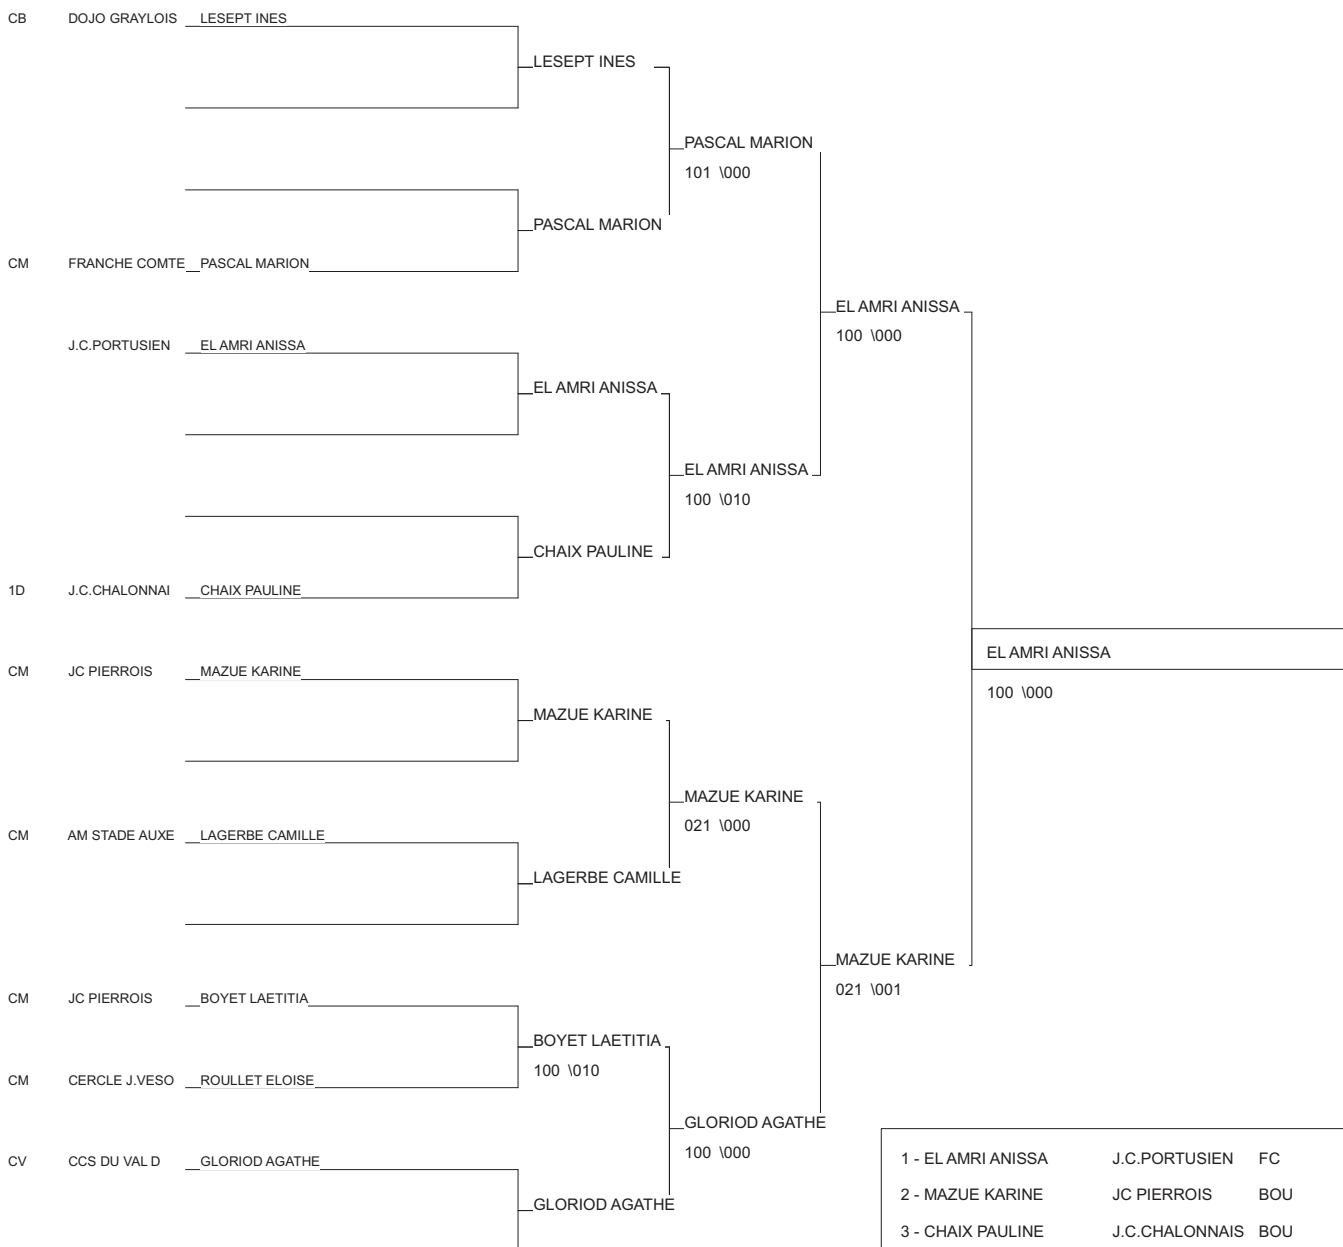 CB DOJO GRAYLOIS LESEPT INES
LESEPT INES
PASCAL MARION
101 \000
PASCAL MARION
CM FRANCHE COMTE PASCAL MARION
EL AMRI ANISSA
100 \000
J.C.PORTUSIEN EL AMRI ANISSA
EL AMRI ANISSA
EL AMRI ANISSA
100 \010
CHAIX PAULINE
1D J.C.CHALONNAI CHAIX PAULINE
EL AMRI ANISSA
100 \000
CM JC PIERROIS MAZUE KARINE
MAZUE KARINE
MAZUE KARINE
021 \000
CM AM STADE AUXE LAGERBE CAMILLE
LAGERBE CAMILLE
MAZUE KARINE
021 \001
CM JC PIERROIS BOYET LAETITIA
BOYET LAETITIA
100 \010
CM CERCLE J.VESO ROULLET ELOISE
GLORIOD AGATHE
100 \000
CV CCS DU VAL D GLORIOD AGATHE
GLORIOD AGATHE
1 - EL AMRI ANISSA J.C.PORTUSIEN FC
2 - MAZUE KARINE JC PIERROIS BOU
3 - CHAIX PAULINE J.C.CHALONNAIS BOU